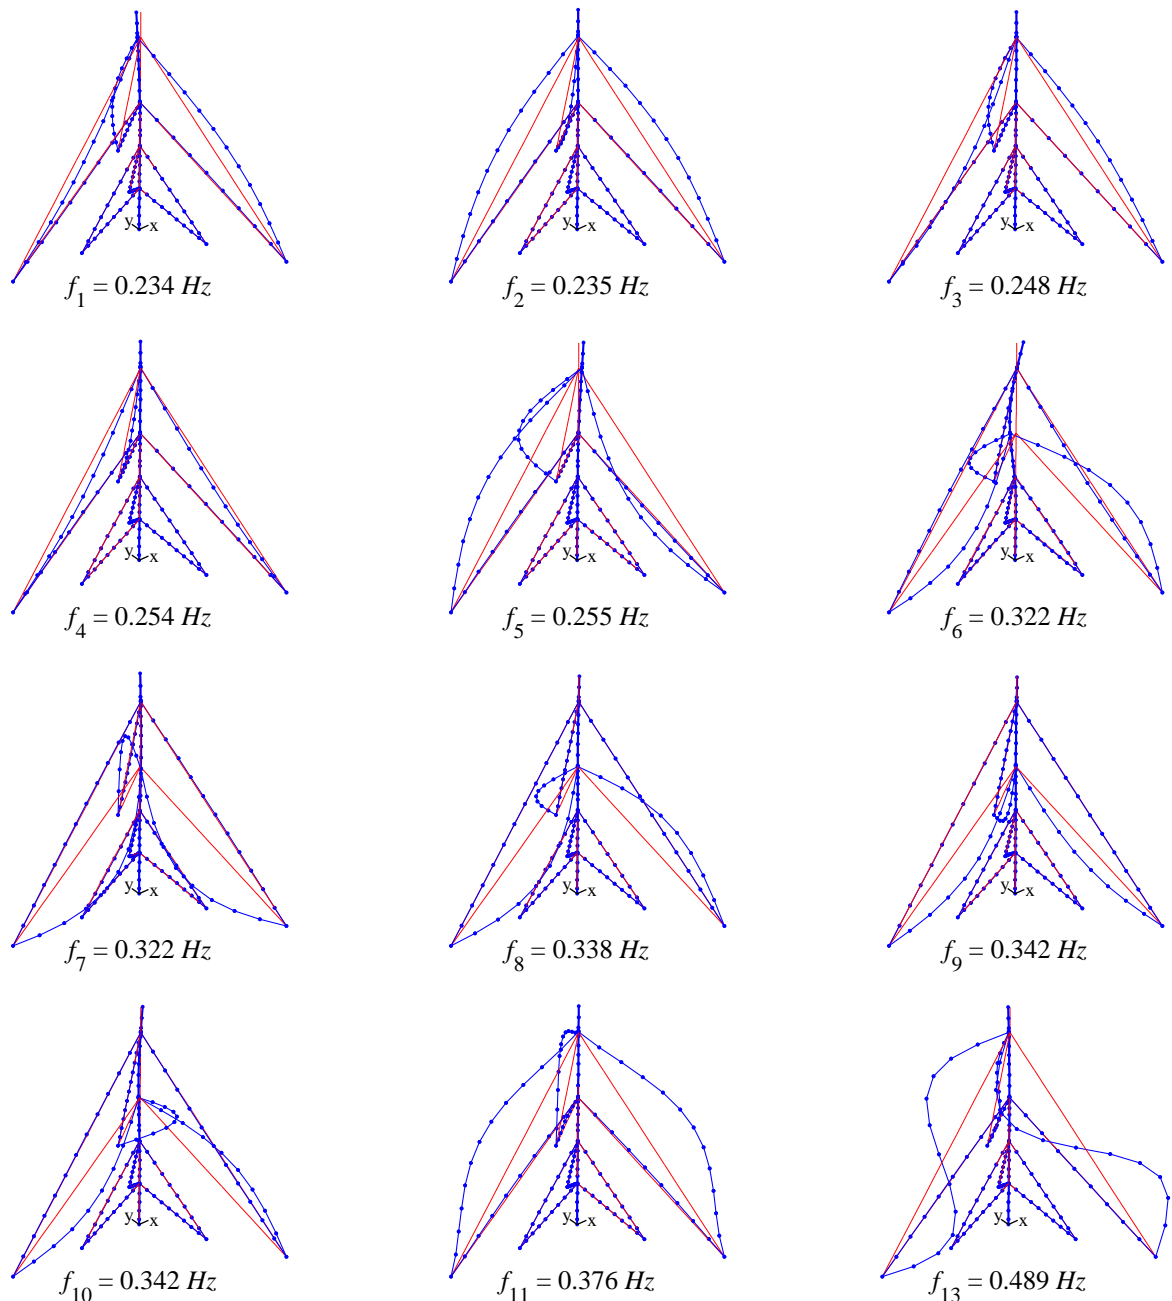 y x
y x
y x
f1 = 0.234 Hz
f2 = 0.235 Hz
f3 = 0.248 Hz
y x
y x
y x
f4 = 0.254 Hz
f5 = 0.255 Hz
f6 = 0.322 Hz
y x
y x
y x
f7 = 0.322 Hz
f8 = 0.338 Hz
f9 = 0.342 Hz
y x
y x
y x
f10 = 0.342 Hz
f11 = 0.376 Hz
f13 = 0.489 Hz